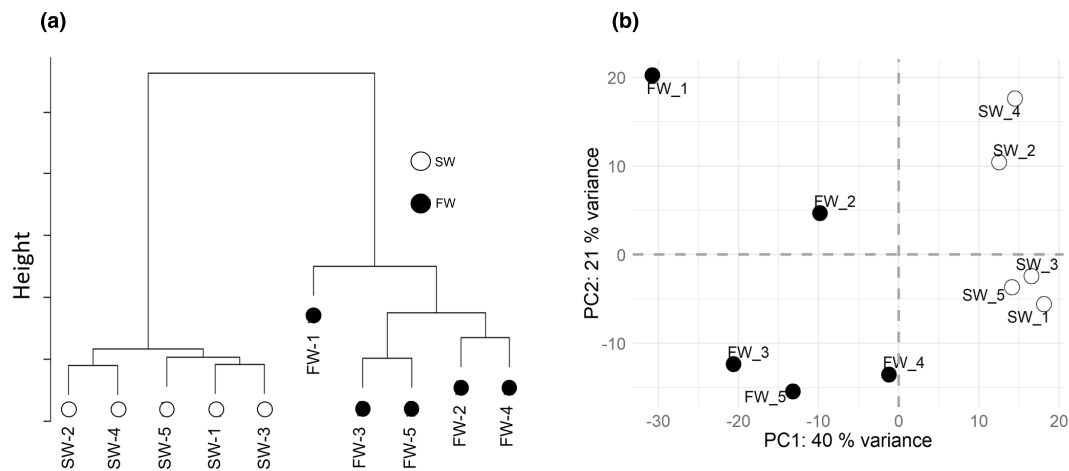 (a)
Height
SW
FW
FW-1
SW-2
SW-4
SW-5
SW-1
SW-3
FW-3
FW-5
FW-2
FW-4
(b)
PC2: 21 % variance
20
10
0
-10
FW_1
SW_4
SW_2
FW_2
SW_3
SW_5
SW_1
FW_3
FW_4
FW_5
-30
-20
-10
0
10
20
PC1: 40 % variance